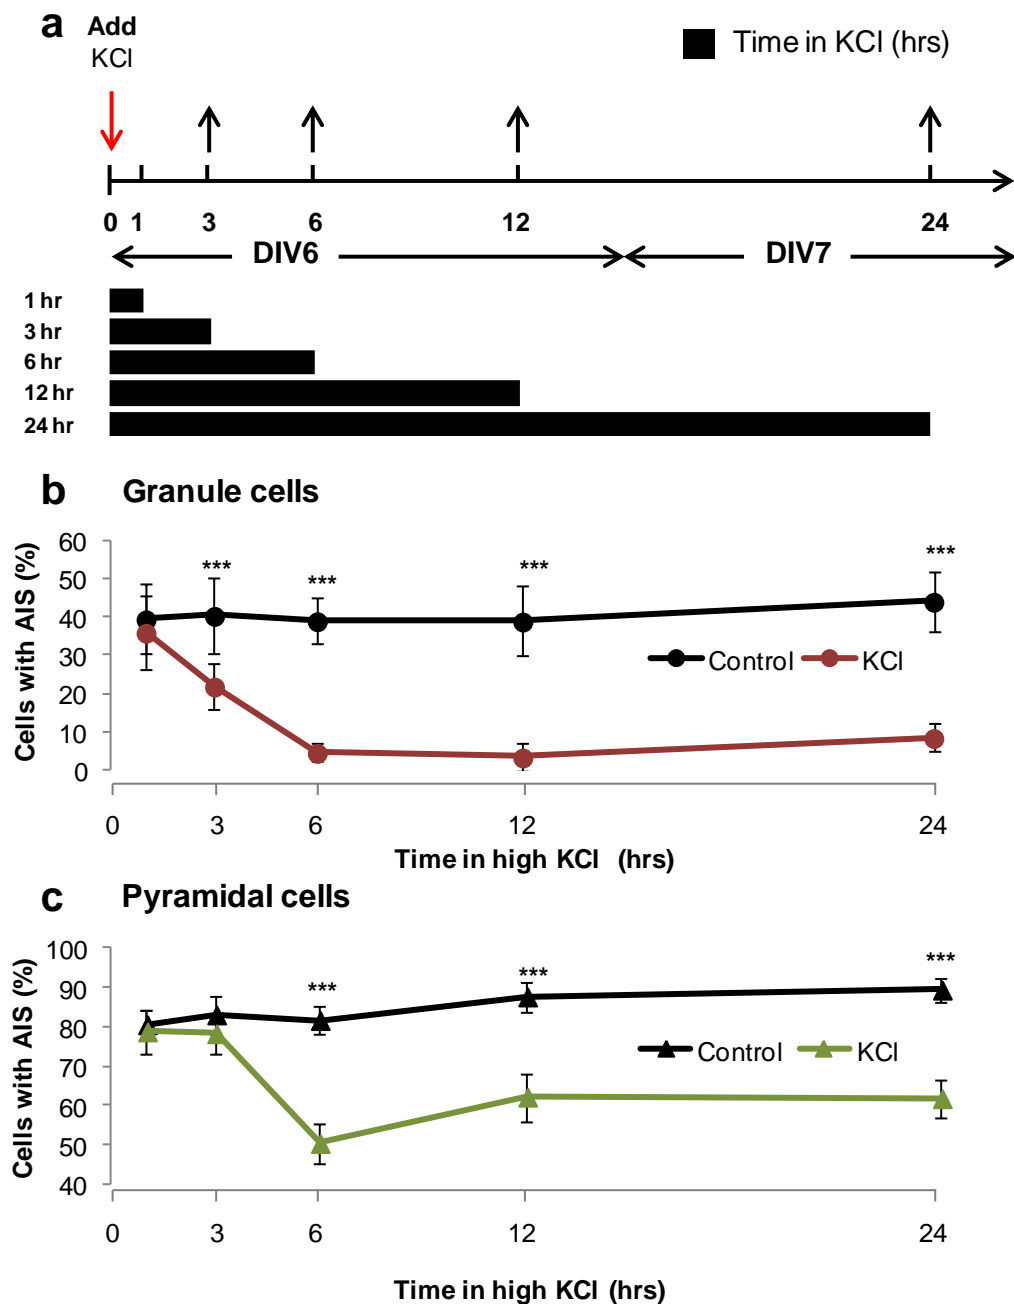 a
Add
KCl
Time in KCl (hrs)
0 1 3 6 12 24
DIV6 DIV7
1 hr
3 hr
6 hr
12 hr
24 hr
b Granule cells
Cells with AIS (%)
60
50
40
30
20
10
0
*** *** *** ***
Control KCl
0 3 6 12 24
Time in high KCl (hrs)
c Pyramidal cells
Cells with AIS (%)
100
90
80
70
60
50
40
*** *** ***
Control KCl
0 3 6 12 24
Time in high KCl (hrs)